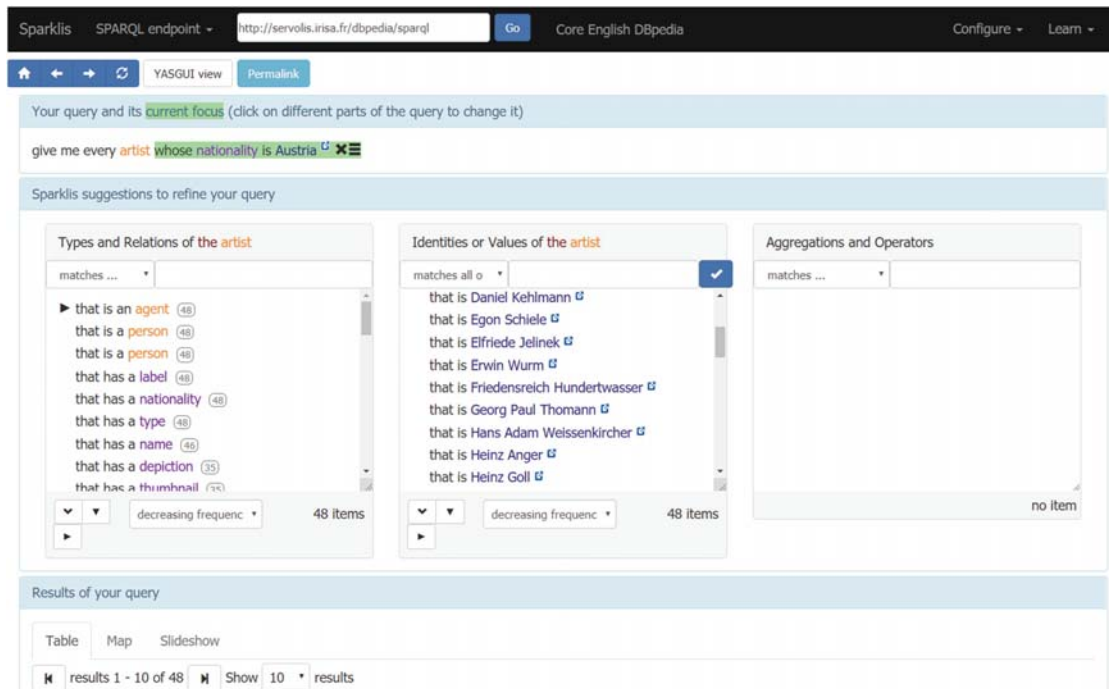 Sparklis SPARQL endpoint http://servolis.irisa.fr/dbpedia/sparql Go Core English DBpedia Configure Learn
YASGUI view Permalink
Your query and its current focus (click on different parts of the query to change it)
give me every artist whose nationality is Austria
Sparklis suggestions to refine your query
Types and Relations of the artist
matches ...
that is an agent 48
that is a person 48
that is a person 48
that has a label 48
that has a nationality 48
that has a type 48
that has a name 46
that has a depiction 35
that has a thumbnail 35
decreasing frequenc 48 items
Identities or Values of the artist
matches all o
that is Daniel Kehlmann
that is Egon Schiele
that is Elfriede Jelinek
that is Erwin Wurm
that is Friedensreich Hundertwasser
that is Georg Paul Thomann
that is Hans Adam Weissenkircher
that is Heinz Anger
that is Heinz Goll
decreasing frequenc 48 items
Aggregations and Operators
matches ...
no item
Results of your query
Table Map Slideshow
results 1 - 10 of 48 Show 10 results